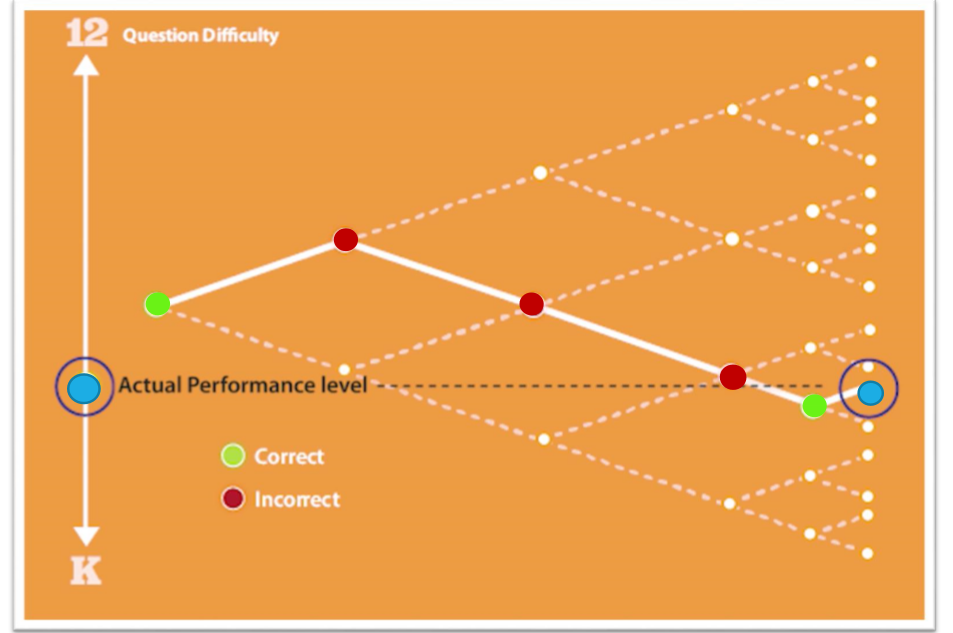 12 Question Difficulty
Actual Performance level
Correct
Incorrect
K